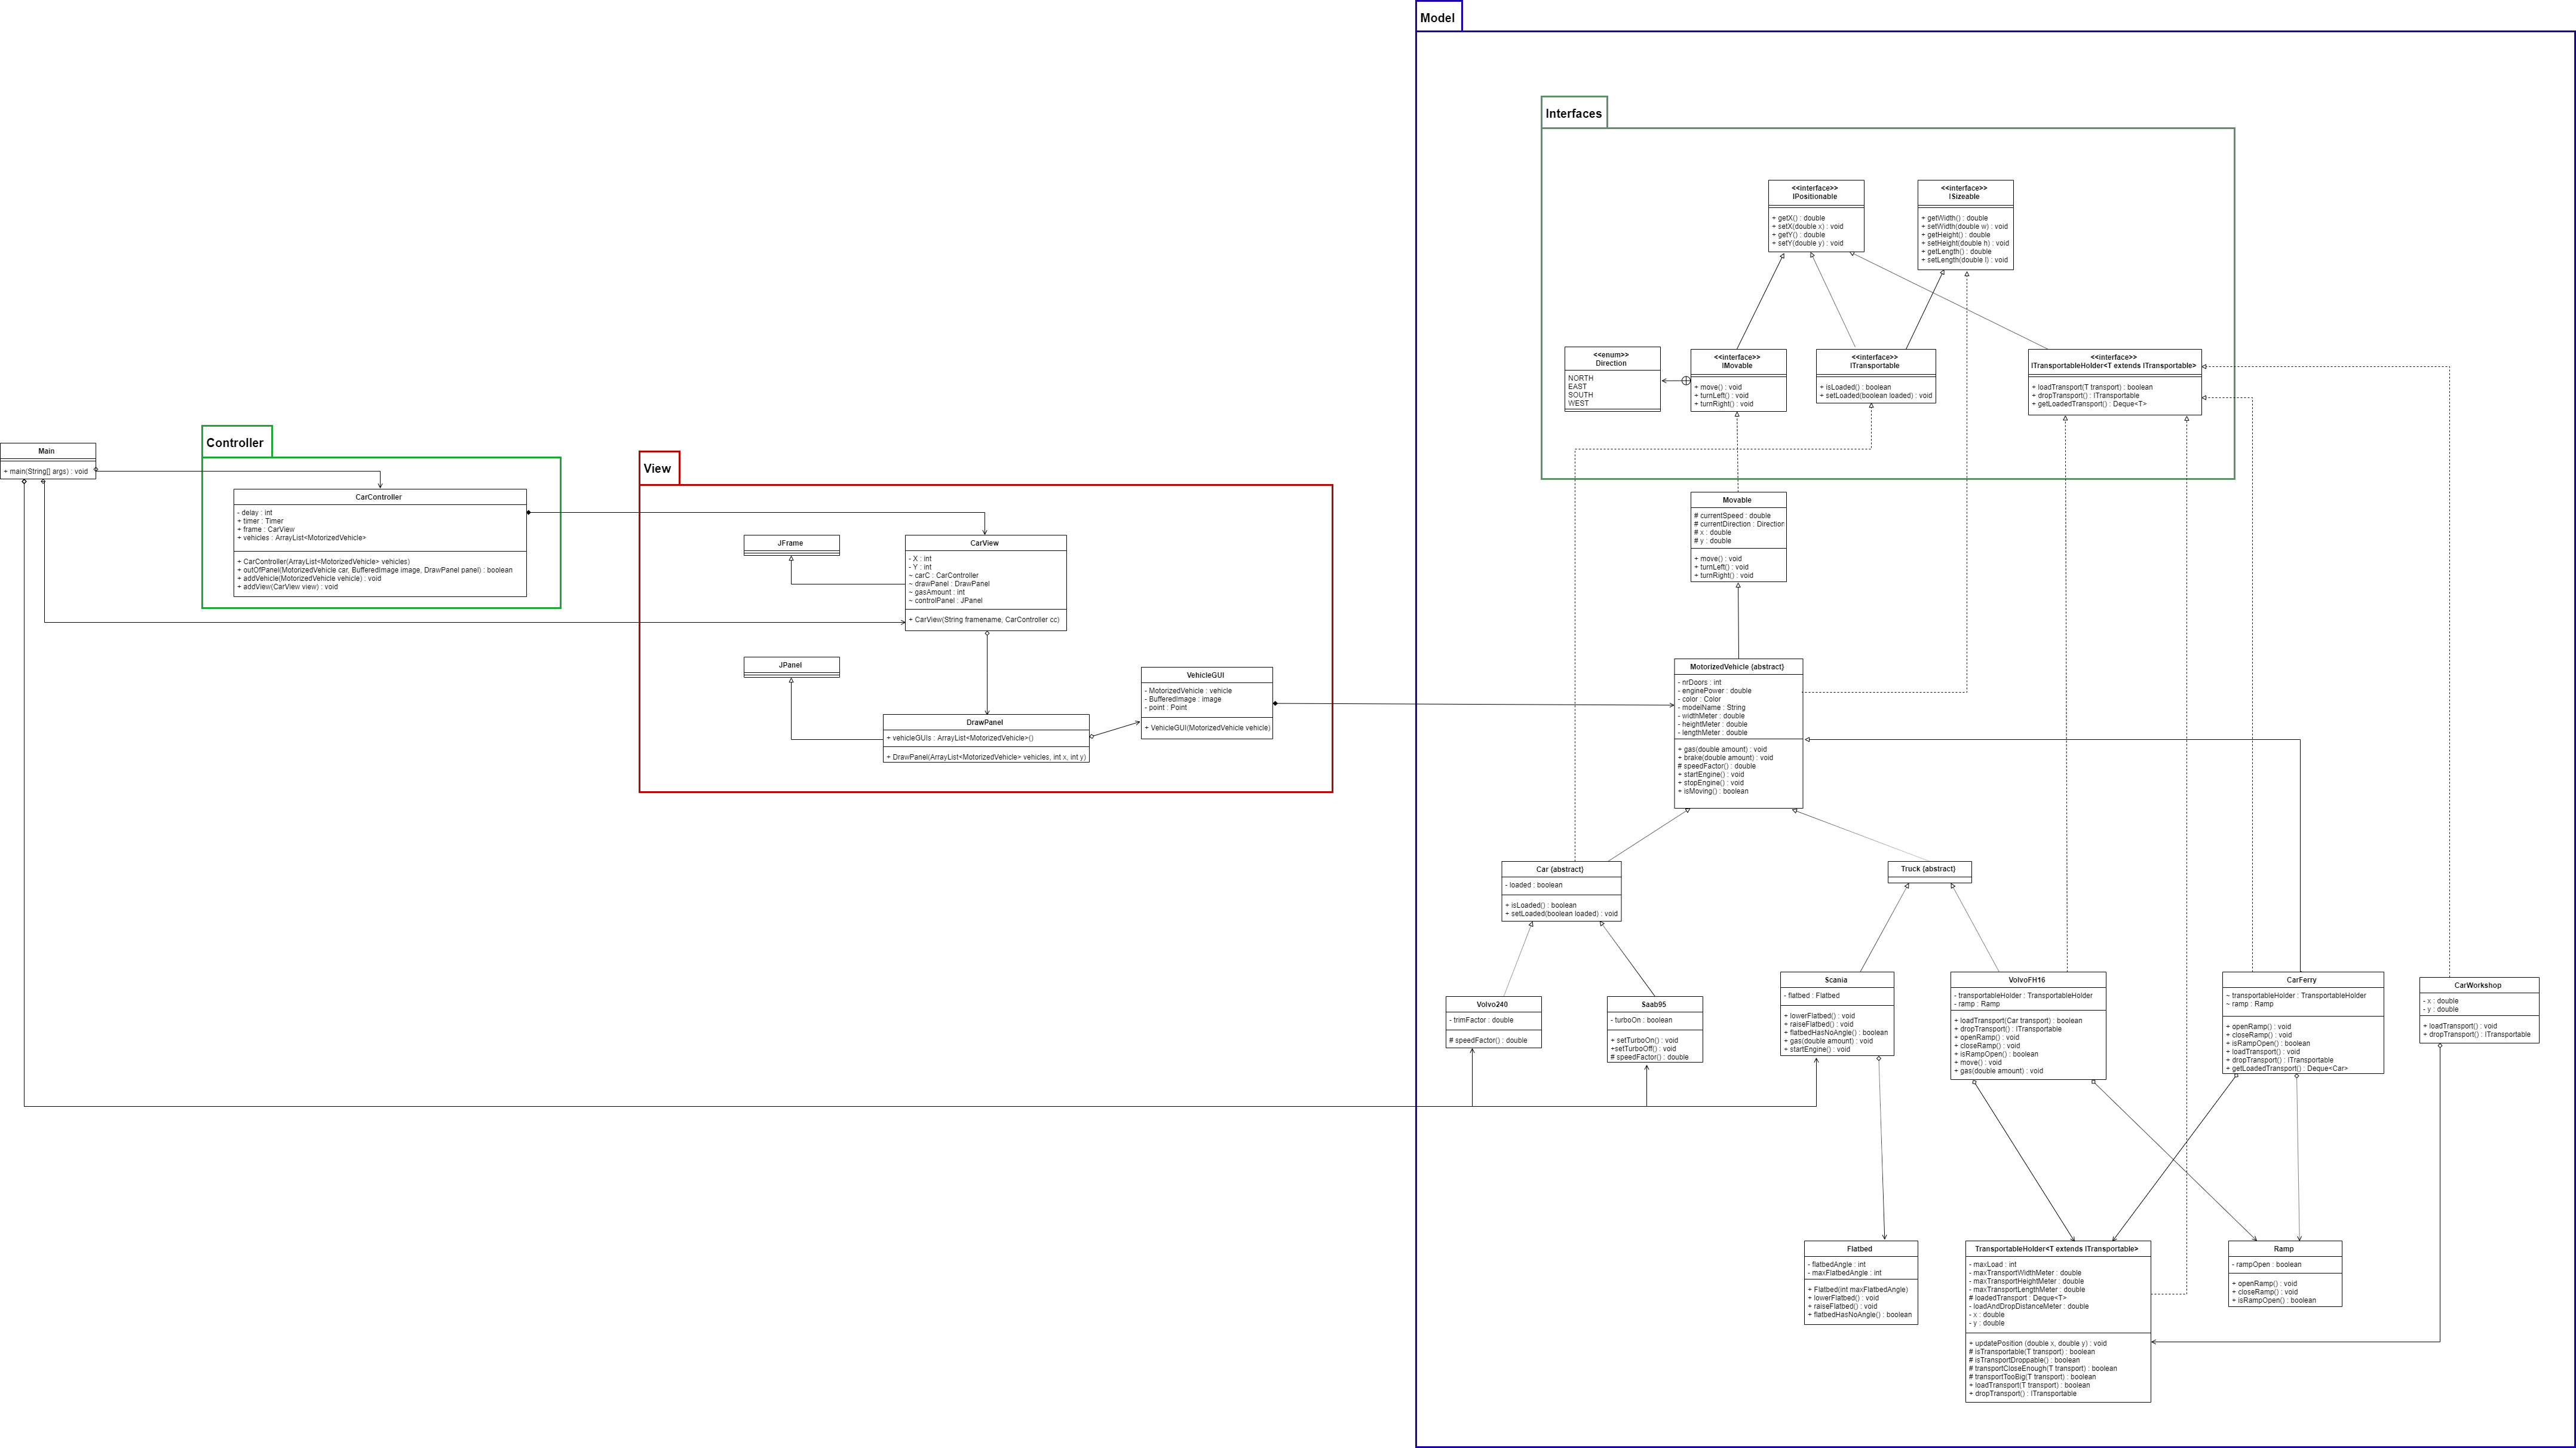 Model
Interfaces
<<interface>>
IPositionable
+ getX() : double
+ setX(double x) : void
+ getY() : double
+ setY(double y) : void
<<interface>>
ISizeable
+ getWidth() : double
+ setWidth(double w) : void
+ getHeight() : double
+ setHeight(double h) : void
+ getLength() : double
+ setLength(double l) : void
<<enum>>
Direction
NORTH
EAST
SOUTH
WEST
<<interface>>
IMovable
+ move() : void
+ turnLeft() : void
+ turnRight() : void
<<interface>>
ITransportable
+ isLoaded() : boolean
+ setLoaded(boolean loaded) : void
<<interface>>
ITransportableHolder<T extends ITransportable>
+ loadTransport(T transport) : boolean
+ dropTransport() : ITransportable
+ getLoadedTransport() : Deque<T>
Main
+ main(String[] args) : void
Controller
CarController
- delay : int
+ timer : Timer
+ frame : CarView
+ vehicles : ArrayList<MotorizedVehicle>
+ CarController(ArrayList<MotorizedVehicle> vehicles)
+ outOfPanel(MotorizedVehicle car, BufferedImage image, DrawPanel panel) : boolean
+ addVehicle(MotorizedVehicle vehicle) : void
+ addView(CarView view) : void
View
JFrame
CarView
- X : int
- Y : int
~ carC : CarController
~ drawPanel : DrawPanel
~ gasAmount : int
~ controlPanel : JPanel
+ CarView(String framename, CarController cc)
JPanel
DrawPanel
+ vehicleGUIs : ArrayList<MotorizedVehicle>()
+ DrawPanel(ArrayList<MotorizedVehicle> vehicles, int x, int y)
VehicleGUI
- MotorizedVehicle : vehicle
- BufferedImage : image
- point : Point
+ VehicleGUI(MotorizedVehicle vehicle)
Movable
# currentSpeed : double
# currentDirection : Direction
# x : double
# y : double
+ move() : void
+ turnLeft() : void
+ turnRight() : void
MotorizedVehicle {abstract}
- nrDoors : int
- enginePower : double
- color : Color
- modelName : String
- widthMeter : double
- heightMeter : double
- lengthMeter : double
+ gas(double amount) : void
+ brake(double amount) : void
# speedFactor() : double
+ startEngine() : void
+ stopEngine() : void
+ isMoving() : boolean
Car {abstract}
- loaded : boolean
+ isLoaded() : boolean
+ setLoaded(boolean loaded) : void
Truck {abstract}
Volvo240
- trimFactor : double
# speedFactor() : double
Saab95
- turboOn : boolean
+ setTurboOn() : void
+setTurboOff() : void
# speedFactor() : double
Scania
- flatbed : Flatbed
+ lowerFlatbed() : void
+ raiseFlatbed() : void
+ flatbedHasNoAngle() : boolean
+ gas(double amount) : void
+ startEngine() : void
VolvoFH16
- transportableHolder : TransportableHolder
- ramp : Ramp
+ loadTransport(Car transport) : boolean
+ dropTransport() : ITransportable
+ openRamp() : void
+ closeRamp() : void
+ isRampOpen() : boolean
+ move() : void
+ gas(double amount) : void
CarFerry
~ transportableHolder : TransportableHolder
~ ramp : Ramp
+ openRamp() : void
+ closeRamp() : void
+ isRampOpen() : boolean
+ loadTransport() : void
+ dropTransport() : ITransportable
+ getLoadedTransport() : Deque<Car>
CarWorkshop
- x : double
- y : double
+ loadTransport() : void
+ dropTransport() : ITransportable
Flatbed
- flatbedAngle : int
- maxFlatbedAngle : int
+ Flatbed(int maxFlatbedAngle)
+ lowerFlatbed() : void
+ raiseFlatbed() : void
+ flatbedHasNoAngle() : boolean
TransportableHolder<T extends ITransportable>
- maxLoad : int
- maxTransportWidthMeter : double
- maxTransportHeightMeter : double
- maxTransportLengthMeter : double
# loadedTransport : Deque<T>
- loadAndDropDistanceMeter : double
- x : double
- y : double
+ updatePosition (double x, double y) : void
# isTransportable(T transport) : boolean
# isTransportDroppable() : boolean
# transportCloseEnough(T transport) : boolean
# transportTooBig(T transport) : boolean
+ loadTransport(T transport) : boolean
+ dropTransport() : ITransportable
Ramp
- rampOpen : boolean
+ openRamp() : void
+ closeRamp() : void
+ isRampOpen() : boolean